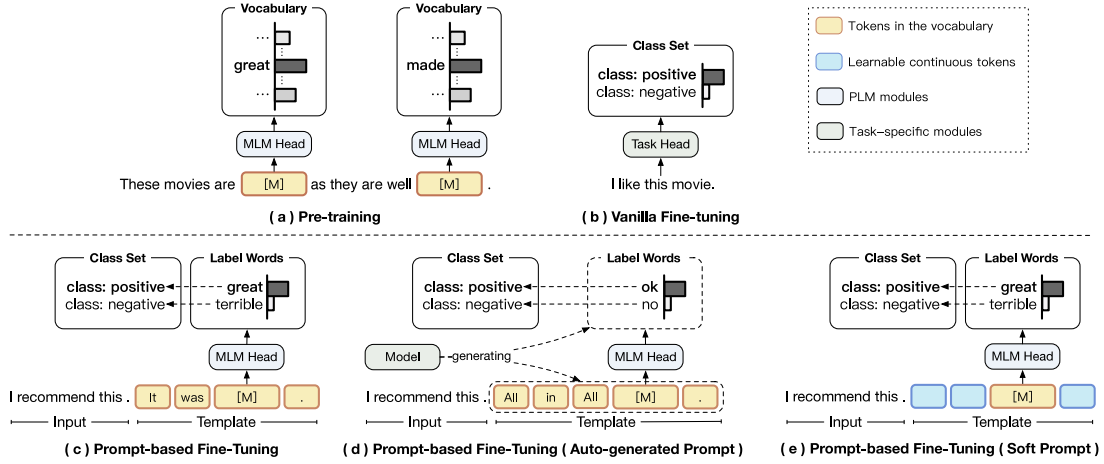 Vocabulary
...
great
...
MLM Head
Vocabulary
...
made
...
MLM Head
These movies are [M] as they are well [M] .
( a ) Pre-training
Class Set
class: positive
class: negative
Task Head
I like this movie.
( b ) Vanilla Fine-tuning
Tokens in the vocabulary
Learnable continuous tokens
PLM modules
Task-specific modules
Class Set
class: positive
class: negative
Label Words
great
terrible
MLM Head
I recommend this . It was [M] .
Input Template
( c ) Prompt-based Fine-Tuning
Class Set
class: positive
class: negative
Label Words
ok
no
Model generating MLM Head
I recommend this . All in All [M] .
Input Template
( d ) Prompt-based Fine-Tuning ( Auto-generated Prompt )
Class Set
class: positive
class: negative
Label Words
great
terrible
MLM Head
I recommend this . [M]
Input Template
( e ) Prompt-based Fine-Tuning ( Soft Prompt )